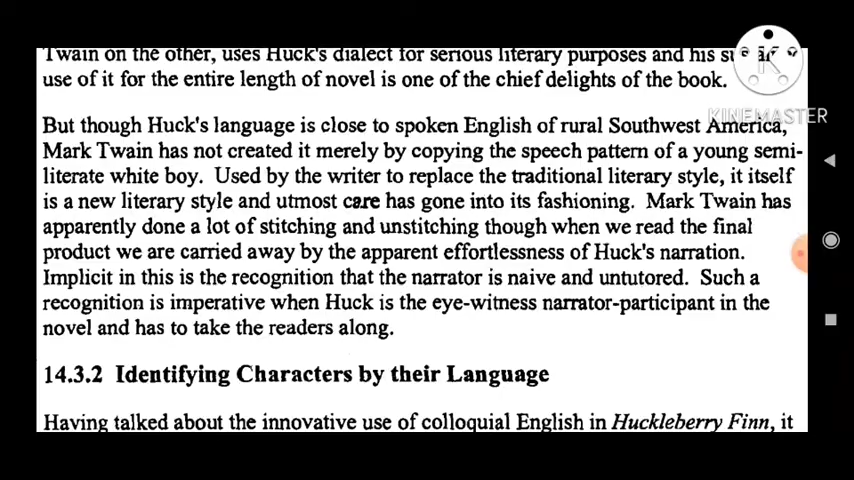 Twain on the other, uses Huck's dialect for serious literary purposes and his
use of it for the entire length of novel is one of the chief delights of the book.
KINEMASTER
But though Huck's language is close to spoken English of rural Southwest America,
Mark Twain has not created it merely by copying the speech pattern of a young semi-
literate white boy. Used by the writer to replace the traditional literary style, it itself
is a new literary style and utmost care has gone into its fashioning. Mark Twain has
apparently done a lot of stitching and unstitching though when we read the final
product we are carried away by the apparent effortlessness of Huck's narration.
Implicit in this is the recognition that the narrator is naive and untutored. Such a
recognition is imperative when Huck is the eye-witness narrator-participant in the
novel and has to take the readers along.
14.3.2 Identifying Characters by their Language
Having talked about the innovative use of colloquial English in Huckleberry Finn, it